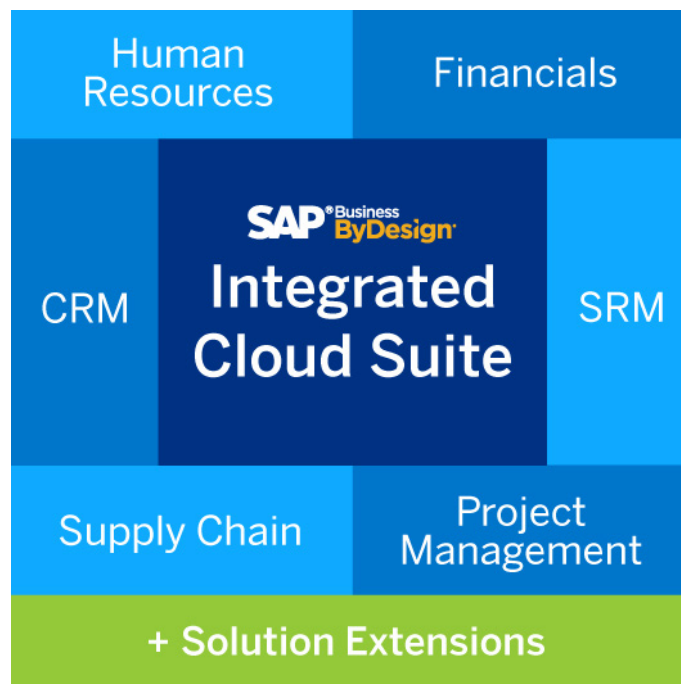 Human
Resources
Financials
SAP® Business
ByDesign
Integrated
Cloud Suite
CRM
SRM
Supply Chain
Project
Management
+ Solution Extensions